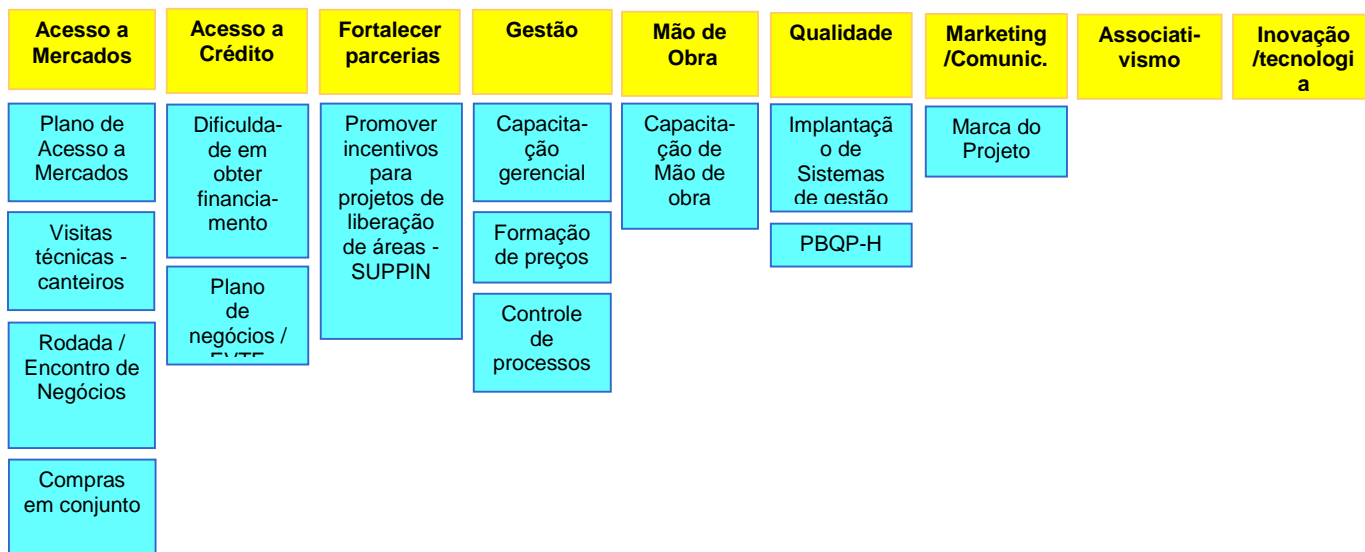 Acesso a
Mercados
Acesso a
Crédito
Fortalecer
parcerias
Gestão
Mão de
Obra
Qualidade
Marketing
/Comunic.
Associati-
vismo
Inovação
/tecnologi
a
Plano de
Acesso a
Mercados
Visitas
técnicas -
canteiros
Rodada /
Encontro de
Negócios
Compras
em conjunto
Dificulda-
de em
obter
financia-
mento
Plano
de
negócios /
Promover
incentivos
para
projetos de
liberação
de áreas -
SUPPIN
Capacita-
ção
gerencial
Formação
de preços
Controle
de
processos
Capacita-
ção de
Mão de
obra
Implantaçã
o de
Sistemas
de gestão
PBQP-H
Marca do
Projeto